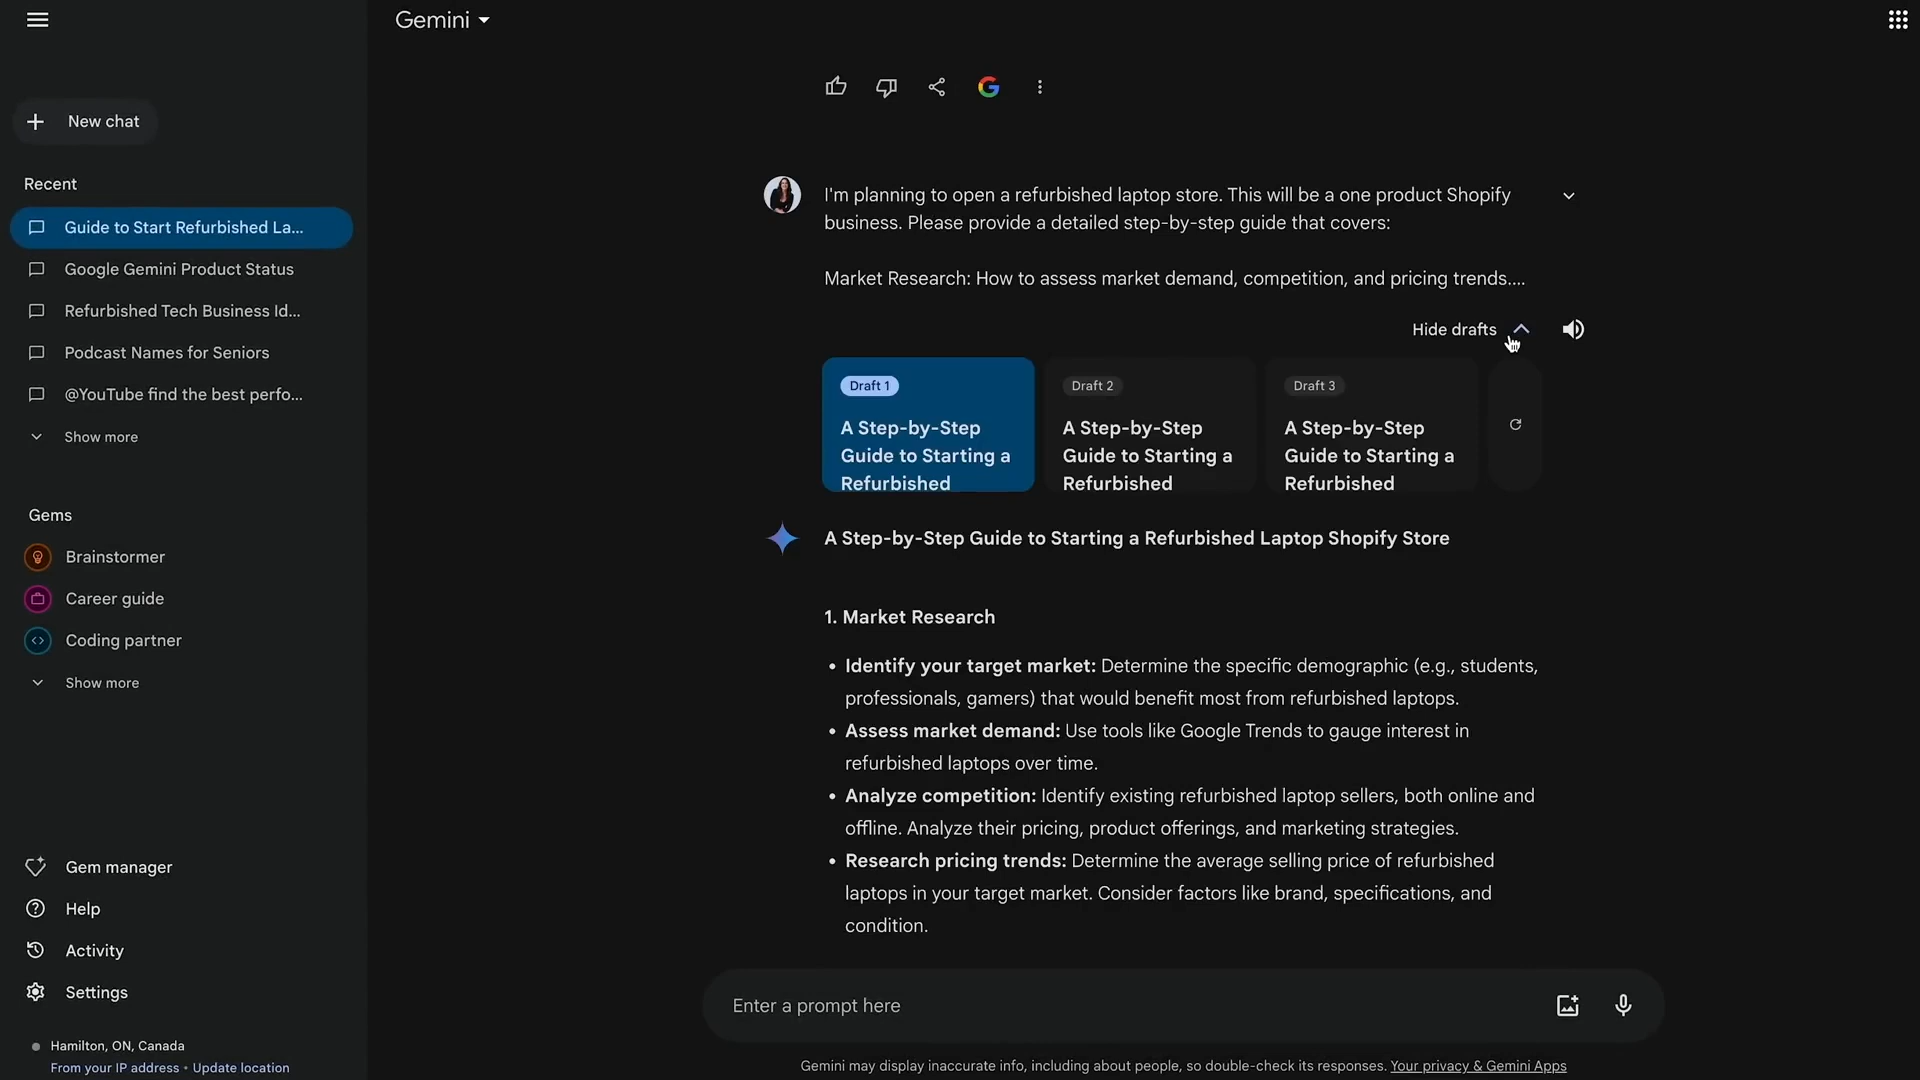 Gemini
New chat
Recent
Guide to Start Refurbished La...
Google Gemini Product Status
Refurbished Tech Business Id...
Podcast Names for Seniors
@YouTube find the best perfo...
Show more
Gems
Brainstormer
Career guide
Coding partner
Show more
Gem manager
Help
Activity
Settings
Hamilton, ON, Canada
From your IP address • Update location
I'm planning to open a refurbished laptop store. This will be a one product Shopify
business. Please provide a detailed step-by-step guide that covers:
Market Research: How to assess market demand, competition, and pricing trends....
Hide drafts
Draft 1
A Step-by-Step
Guide to Starting a
Refurbished
Draft 2
A Step-by-Step
Guide to Starting a
Refurbished
Draft 3
A Step-by-Step
Guide to Starting a
Refurbished
A Step-by-Step Guide to Starting a Refurbished Laptop Shopify Store
1. Market Research
• Identify your target market: Determine the specific demographic (e.g., students,
professionals, gamers) that would benefit most from refurbished laptops.
• Assess market demand: Use tools like Google Trends to gauge interest in
refurbished laptops over time.
• Analyze competition: Identify existing refurbished laptop sellers, both online and
offline. Analyze their pricing, product offerings, and marketing strategies.
• Research pricing trends: Determine the average selling price of refurbished
laptops in your target market. Consider factors like brand, specifications, and
condition.
Enter a prompt here
Gemini may display inaccurate info, including about people, so double-check its responses. Your privacy & Gemini Apps